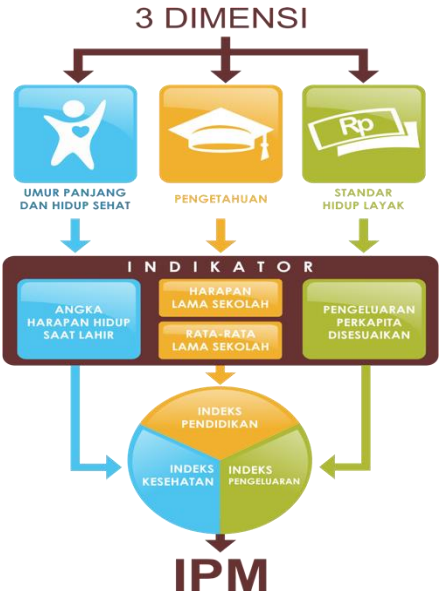 3 DIMENSI
Rp
UMUR PANJANG
DAN HIDUP SEHAT
PENGETAHUAN
STANDAR
HIDUP LAYAK
INDIKATOR
ANGKA
HARAPAN HIDUP
SAAT LAHIR
HARAPAN
LAMA SEKOLAH
RATA-RATA
LAMA SEKOLAH
PENGELUARAN
PERKAPITA
DISESUAIKAN
INDEKS
PENDIDIKAN
INDEKS
KESEHATAN
INDEKS
PENGELUARAN
IPM